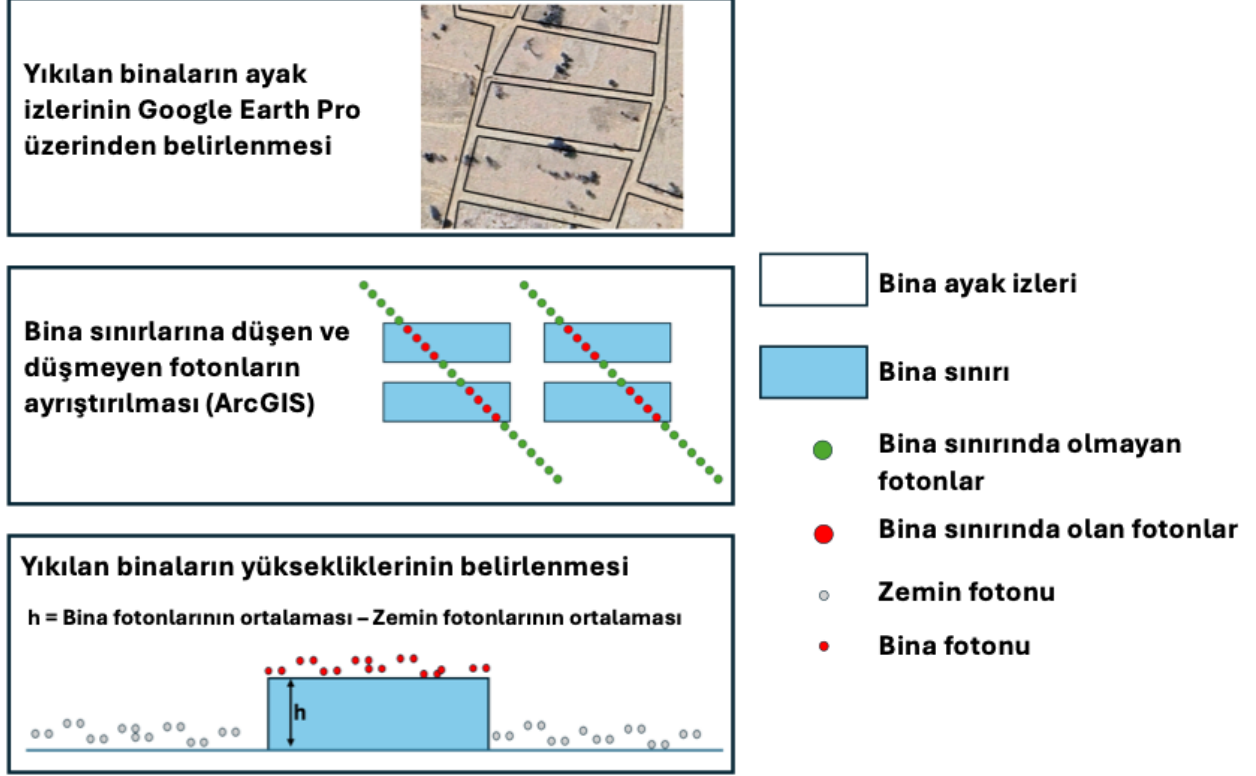 Yıkılan binaların ayak
izlerinin Google Earth Pro
üzerinden belirlenmesi
Bina sınırlarına düşen ve
düşmeyen fotonların
ayrıştırılması (ArcGIS)
Yıkılan binaların yüksekliklerinin belirlenmesi
h = Bina fotonlarının ortalaması – Zemin fotonlarının ortalaması
h
Bina ayak izleri
Bina sınırı
Bina sınırında olmayan
fotonlar
Bina sınırında olan fotonlar
Zemin fotonu
Bina fotonu